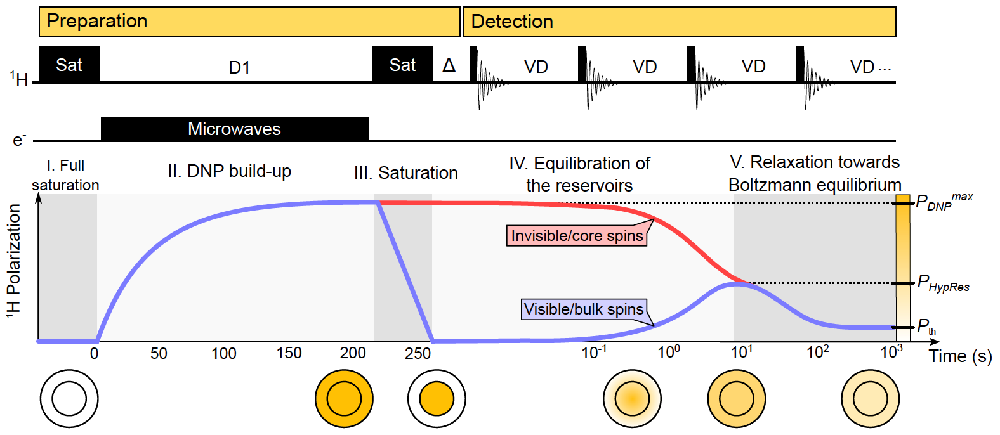 Preparation
Detection
Sat
D1
Sat
Δ
VD
VD
VD
VD...
¹H
Microwaves
e⁻
I. Full
saturation
II. DNP build-up
III. Saturation
IV. Equilibration of
the reservoirs
V. Relaxation towards
Boltzmann equilibrium
P_DNP^max
Invisible/core spins
¹H Polarization
P_HypRes
Visible/bulk spins
P_th
0
50
100
150
200
250
10⁻¹
10⁰
10¹
10²
10³
Time (s)